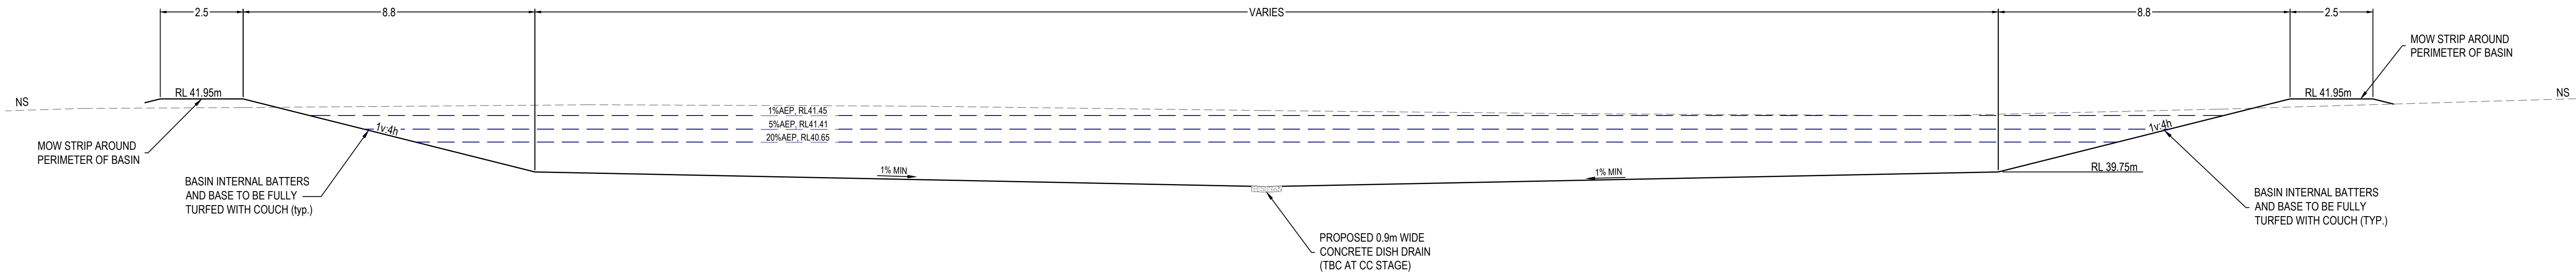 2.5
8.8
VARIES
8.8
2.5
MOW STRIP AROUND
PERIMETER OF BASIN
NS
RL 41.95m
RL 41.95m
NS
1%AEP, RL41.45
5%AEP, RL41.41
20%AEP, RL40.65
1v:4h
1v:4h
MOW STRIP AROUND
PERIMETER OF BASIN
1% MIN
1% MIN
RL 39.75m
BASIN INTERNAL BATTERS
AND BASE TO BE FULLY
TURFED WITH COUCH (typ.)
BASIN INTERNAL BATTERS
AND BASE TO BE FULLY
TURFED WITH COUCH (TYP.)
PROPOSED 0.9m WIDE
CONCRETE DISH DRAIN
(TBC AT CC STAGE)